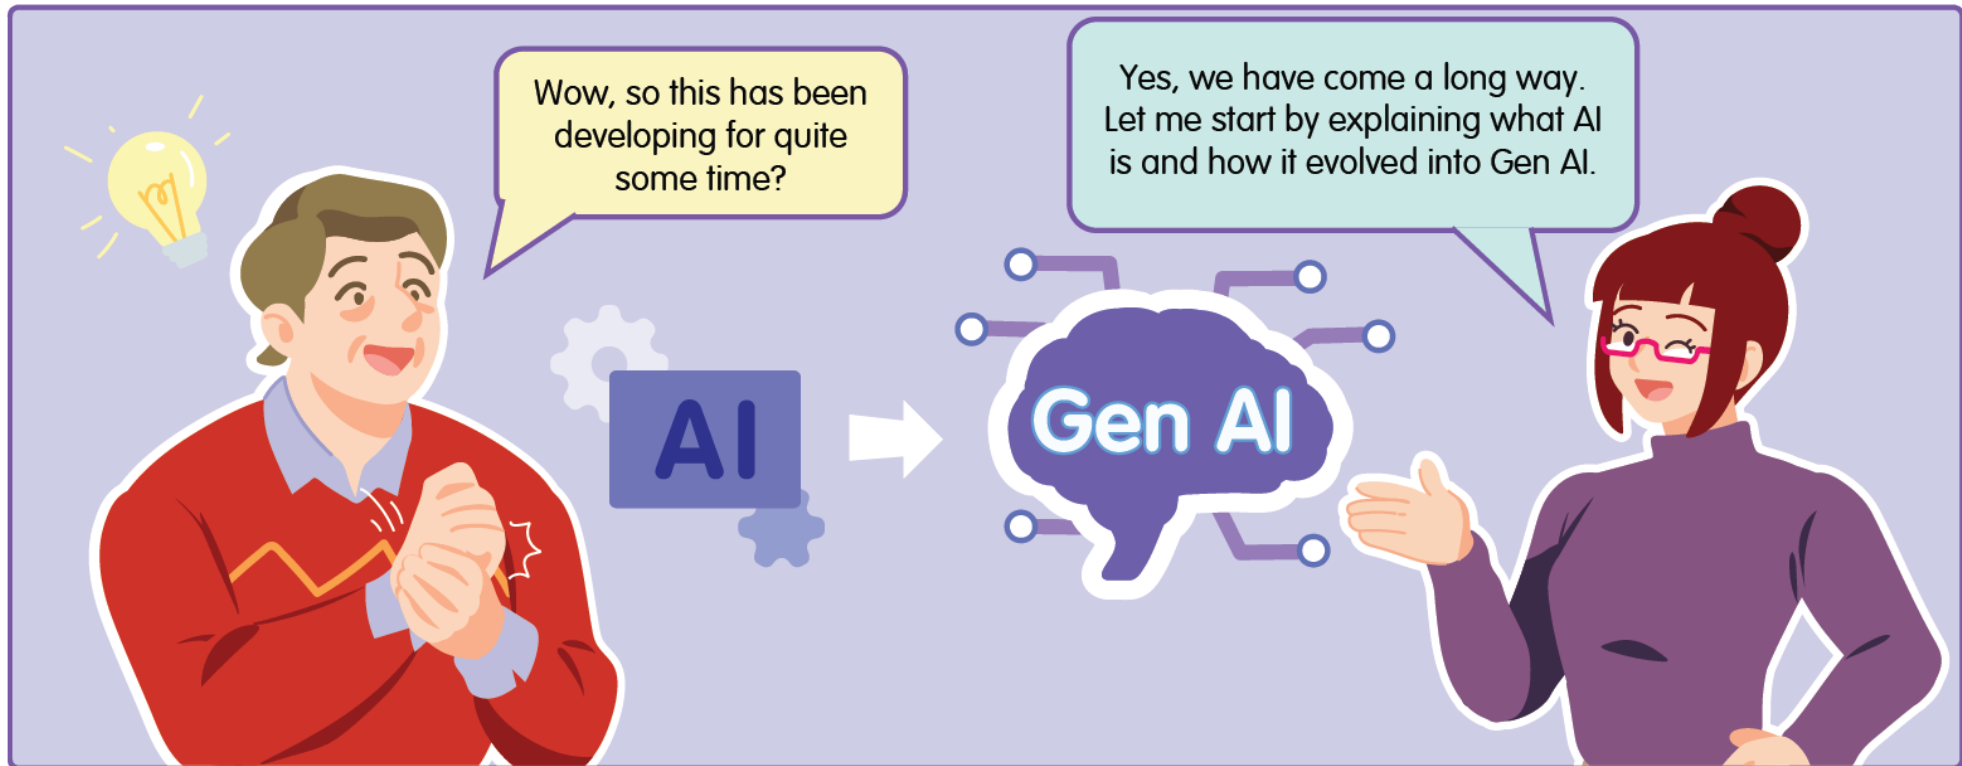 Wow, so this has been
developing for quite
some time?
Yes, we have come a long way.
Let me start by explaining what AI
is and how it evolved into Gen AI.
AI
Gen AI